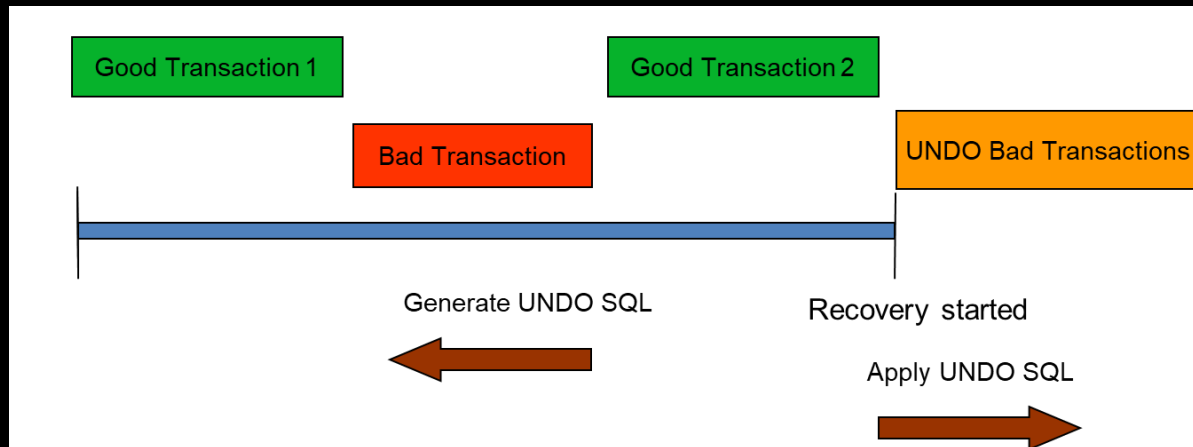 Good Transaction 1
Good Transaction 2
Bad Transaction
UNDO Bad Transactions
Generate UNDO SQL
Recovery started
Apply UNDO SQL